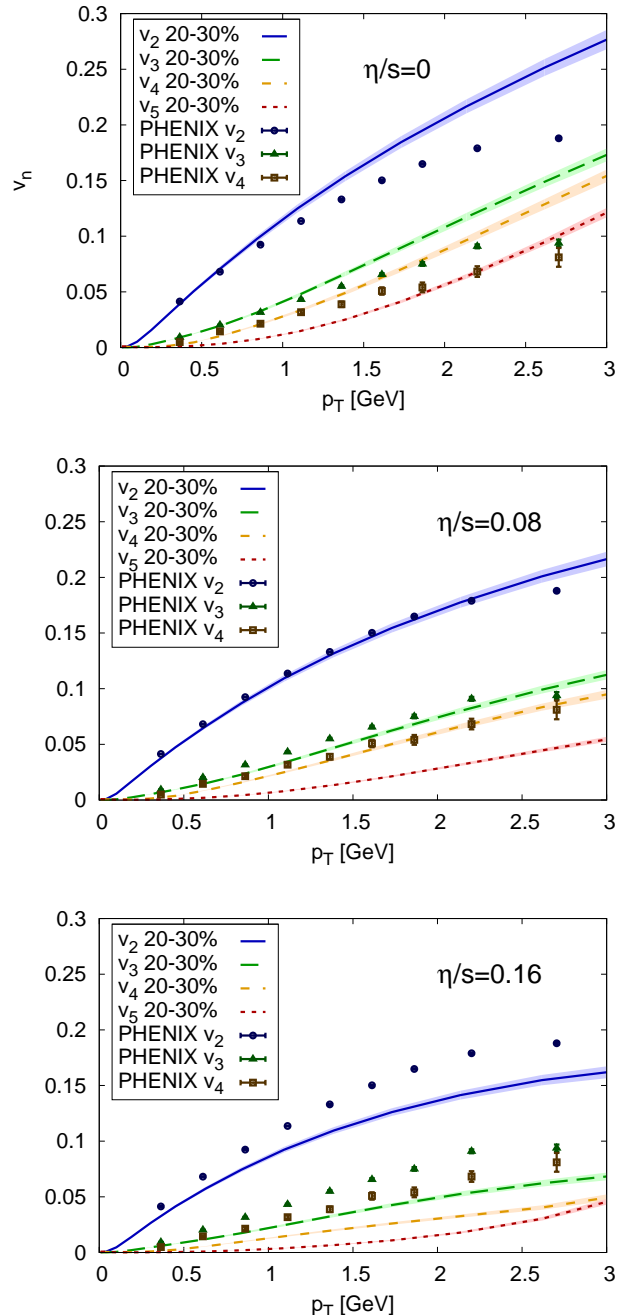 0.3
v2 20-30%
v3 20-30%
v4 20-30%
v5 20-30%
PHENIX v2
PHENIX v3
PHENIX v4
η/s=0
0.25
0.2
0.15
0.1
0.05
0
vn
0 0.5 1 1.5 2 2.5 3
pT [GeV]
0.3
v2 20-30%
v3 20-30%
v4 20-30%
v5 20-30%
PHENIX v2
PHENIX v3
PHENIX v4
η/s=0.08
0.25
0.2
0.15
0.1
0.05
0
0 0.5 1 1.5 2 2.5 3
pT [GeV]
0.3
v2 20-30%
v3 20-30%
v4 20-30%
v5 20-30%
PHENIX v2
PHENIX v3
PHENIX v4
η/s=0.16
0.25
0.2
0.15
0.1
0.05
0
0 0.5 1 1.5 2 2.5 3
pT [GeV]